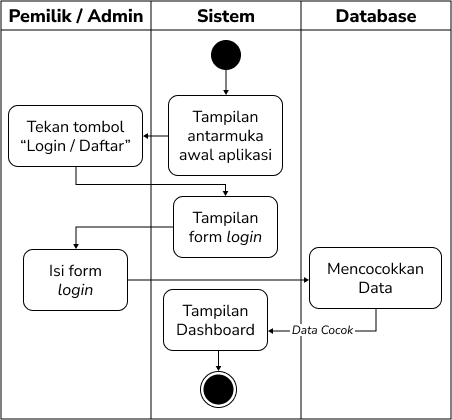 Pemilik / Admin
Sistem
Database
Tampilan
antarmuka
awal aplikasi
Tekan tombol
“Login / Daftar”
Tampilan
form login
Isi form
login
Mencocokkan
Data
Data Cocok
Tampilan
Dashboard